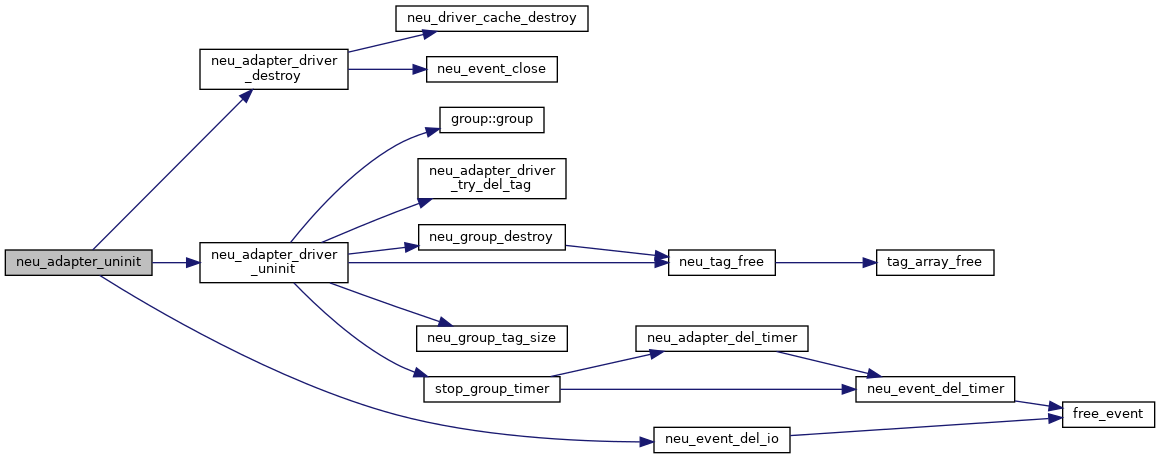 neu_driver_cache_destroy
neu_adapter_driver
_destroy
neu_event_close
group::group
neu_adapter_driver
_try_del_tag
neu_group_destroy
neu_adapter_uninit
neu_adapter_driver
_uninit
neu_tag_free
tag_array_free
neu_group_tag_size
neu_adapter_del_timer
stop_group_timer
neu_event_del_timer
free_event
neu_event_del_io